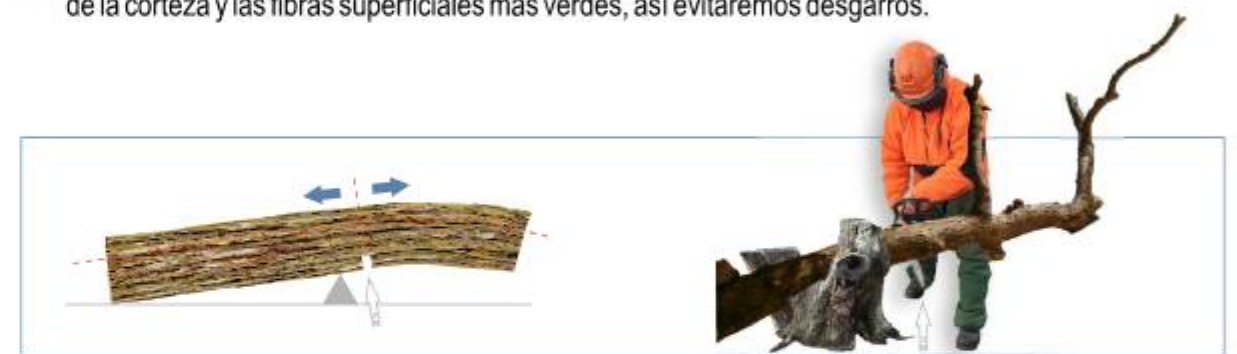 de la corteza y las fibras superficiales más verdes, así evitaremos desgarros.